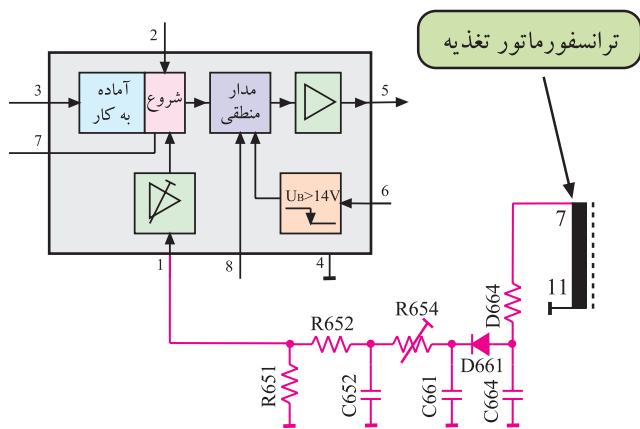 ترانسفورماتور تغذیه
2
3
آماده
به کار
شروع
مدار
منطقی
5
7
UB>14V
6
1
8
4
7
11
D664
R654
R652
D661
R651
C652
C661
C664